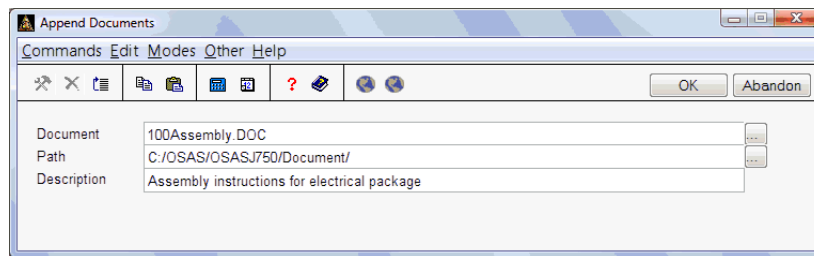 Append Documents
Commands Edit Modes Other Help
OK Abandon
Document 100Assembly.DOC ...
Path C:/OSAS/OSASJ750/Document/ ...
Description Assembly instructions for electrical package